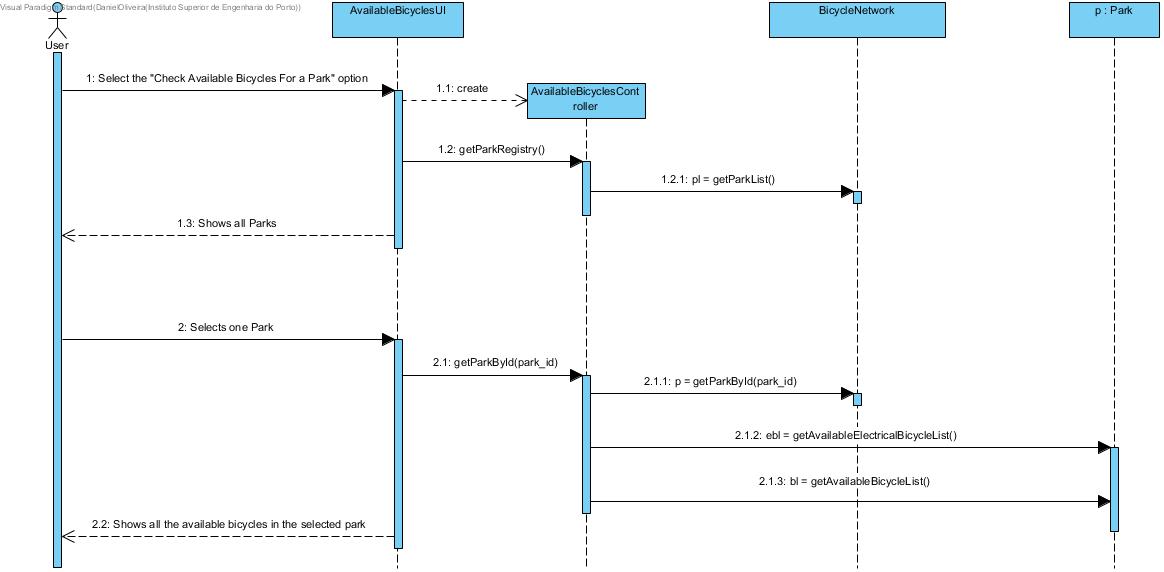 Visual Paradigm Standard(DanielOliveira(Instituto Superior de Engenharia do Porto))
User
AvailableBicyclesUI
BicycleNetwork
p : Park
1: Select the "Check Available Bicycles For a Park" option
1.1: create
AvailableBicyclesCont
roller
1.2: getParkRegistry()
1.2.1: pl = getParkList()
1.3: Shows all Parks
2: Selects one Park
2.1: getParkById(park_id)
2.1.1: p = getParkById(park_id)
2.1.2: ebl = getAvailableElectricalBicycleList()
2.1.3: bl = getAvailableBicycleList()
2.2: Shows all the available bicycles in the selected park